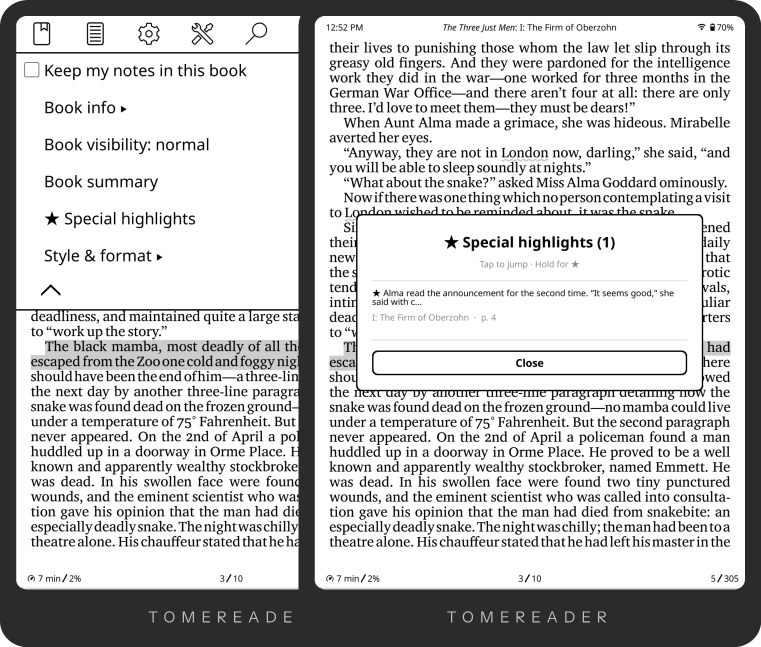 Keep my notes in this book
Book info ▸
Book visibility: normal
Book summary
★ Special highlights
Style & format ▸
deadliness, and maintained quite a large sta
to “work up the story.”
The black mamba, most deadly of all the
escaped from the Zoo one cold and foggy nigh
should have been the end of him—a three-lin
the next day by another three-line paragra
snake was found dead on the frozen ground—
under a temperature of 75° Fahrenheit. But
never appeared. On the 2nd of April a pol
huddled up in a doorway in Orme Place. H
known and apparently wealthy stockbroke
was dead. In his swollen face were found
wounds, and the eminent scientist who was
tion gave his opinion that the man had die
especially deadly snake. The night was chilly
theatre alone. His chauffeur stated that he ha
7 min / 2%
3 / 10
TOMEREADE
12:52 PM
The Three Just Men: I: The Firm of Oberzohn
70%
their lives to punishing those whom the law let slip through its
greasy old fingers. And they were pardoned for the intelligence
work they did in the war—one worked for three months in the
German War Office—and there aren’t four at all: there are only
three. I’d love to meet them—they must be dears!”
When Aunt Alma made a grimace, she was hideous. Mirabelle
averted her eyes.
“Anyway, they are not in London now, darling,” she said, “and
you will be able to sleep soundly at nights.”
“What about the snake?” asked Miss Alma Goddard ominously.
Now if there was one thing which no person contemplating a visit
to London wished to be reminded about, it was the snake.
★ Special highlights (1)
Tap to jump · Hold for ★
★ Alma read the announcement for the second time. “It seems good,” she
said with c...
I: The Firm of Oberzohn · p. 4
Close
the next day by another three-line paragraph detailing how the
snake was found dead on the frozen ground—no mamba could live
under a temperature of 75° Fahrenheit. But the second paragraph
never appeared. On the 2nd of April a policeman found a man
huddled up in a doorway in Orme Place. He proved to be a well
known and apparently wealthy stockbroker, named Emmett. He
was dead. In his swollen face were found two tiny punctured
wounds, and the eminent scientist who was called into consulta-
tion gave his opinion that the man had died from snakebite: an
especially deadly snake. The night was chilly; the man had been to a
theatre alone. His chauffeur stated that he had left his master in the
7 min / 2%
3 / 10
5 / 305
TOMEREADER